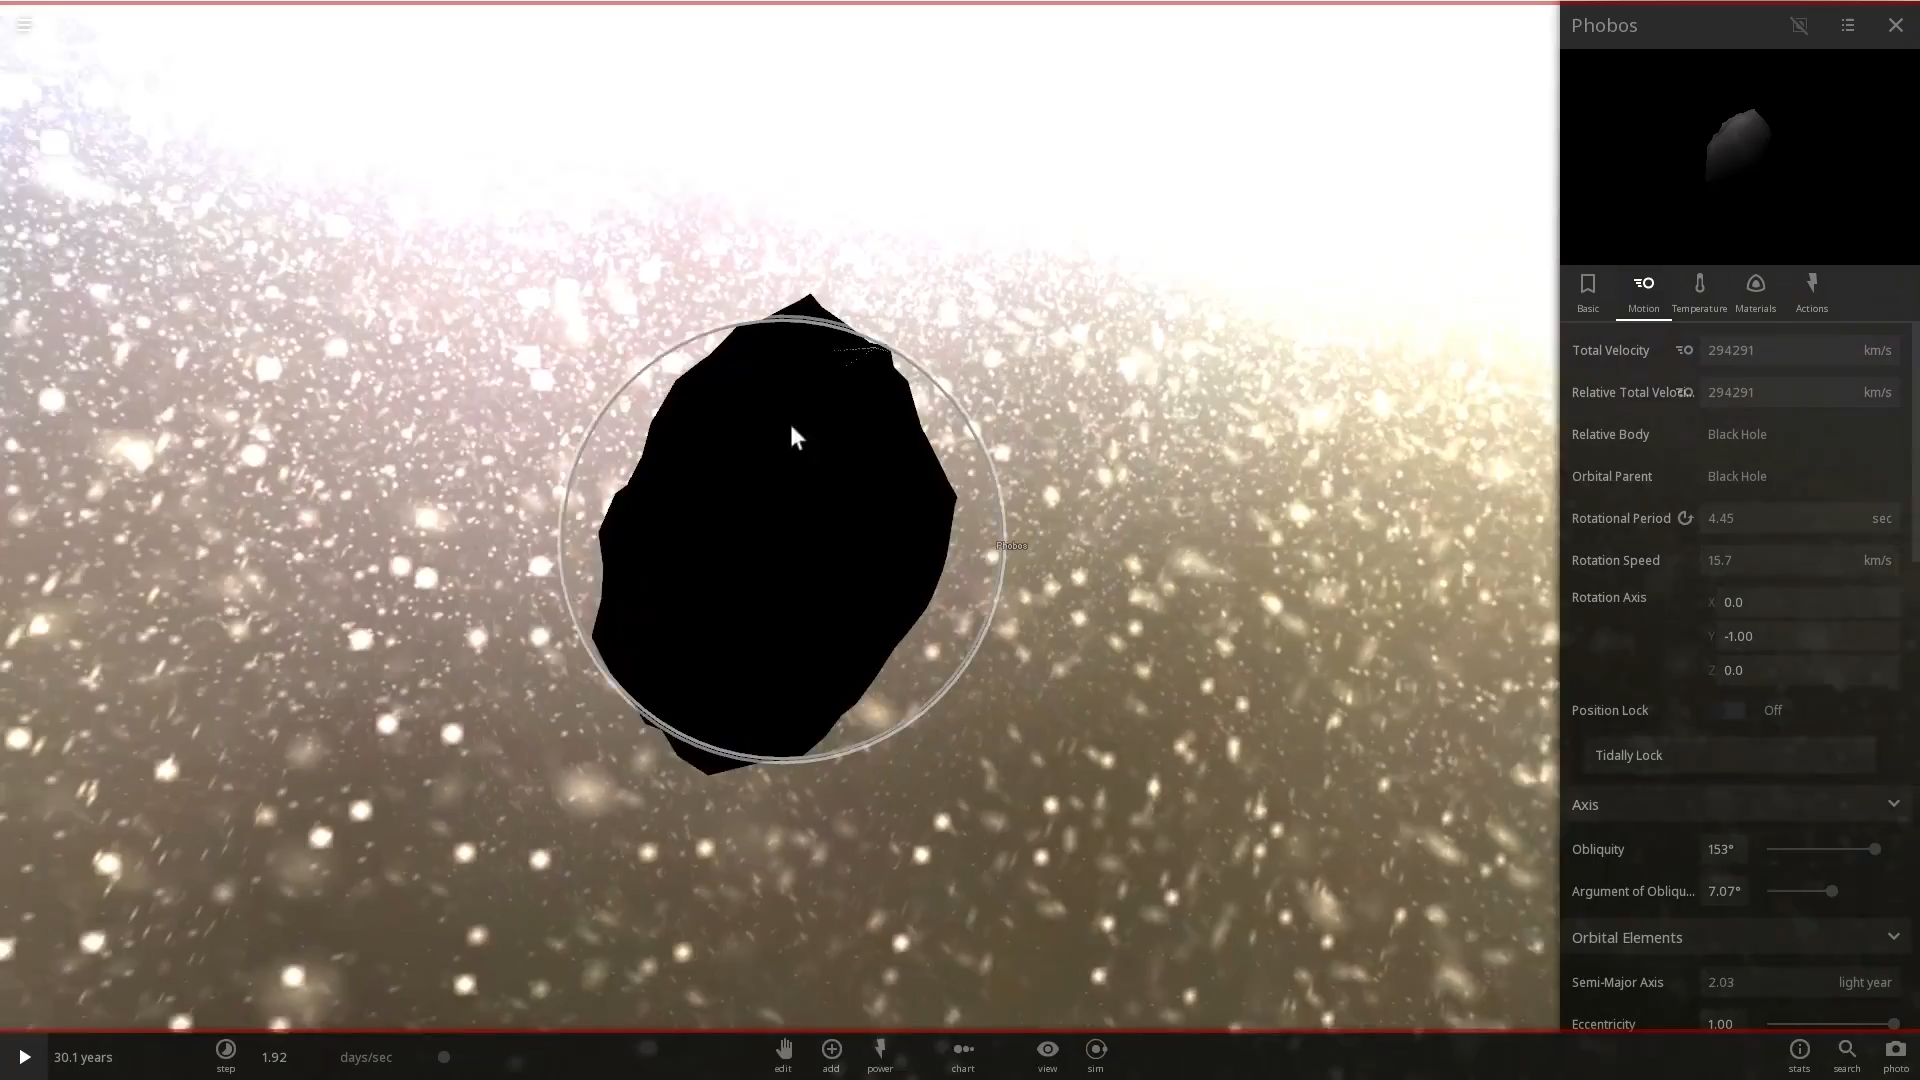 Phobos
Basic
Motion
Temperature
Materials
Actions
Total Velocity 294291 km/s
Relative Total Veloci... 294291 km/s
Relative Body Black Hole
Orbital Parent Black Hole
Rotational Period 4.45 sec
Rotation Speed 15.7 km/s
Rotation Axis X 0.0
Y -1.00
Z 0.0
Position Lock Off
Tidally Lock
Axis
Obliquity 153°
Argument of Obliqu... 7.07°
Orbital Elements
Semi-Major Axis 2.03 light year
Eccentricity 1.00
Phobos
30.1 years
step
1.92 days/sec
edit
add
power
chart
view
sim
stats
search
photo